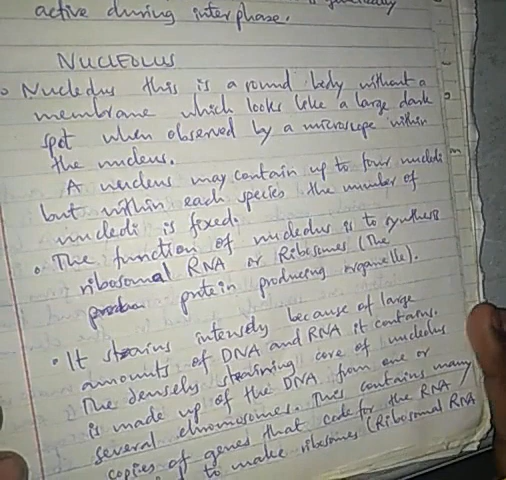 active during interphase.
NUCLEOLUS
Nucleolus this is a round body without a
membrane which looks like a large dark
spot when observed by a microscope within
the nucleus.
A nucleus may contain up to four nucleoli
but within each species the number of
nucleoli is fixed.
• The function of nucleolus is to synthesis
ribosomal RNA or Ribosomes (The
protein producing organelle).
• It stains intensely because of large
amounts of DNA and RNA it contains.
The densely staining core of nucleolus
is made up of the DNA from one or
several chromosomes. This contains many
copies of genes that code for the RNA
to make ribosomes (Ribosomal RNA